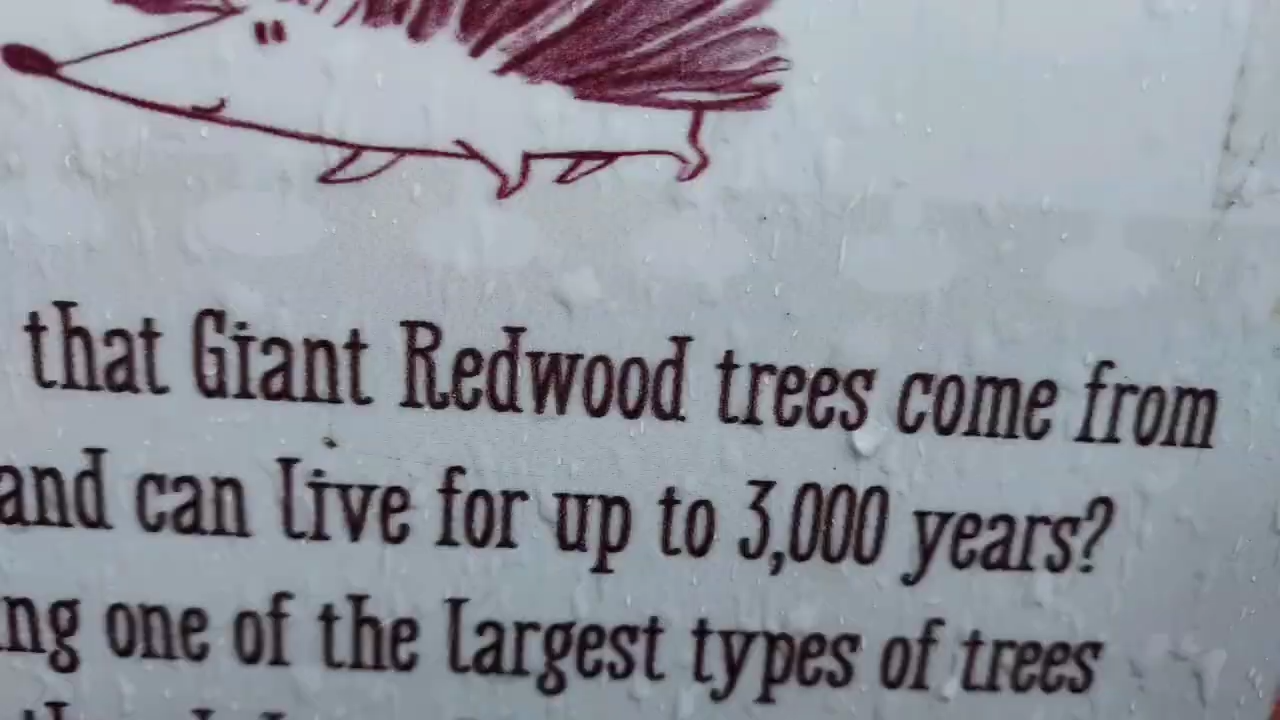 that Giant Redwood trees come from
and can live for up to 3,000 years?
one of the largest types of trees